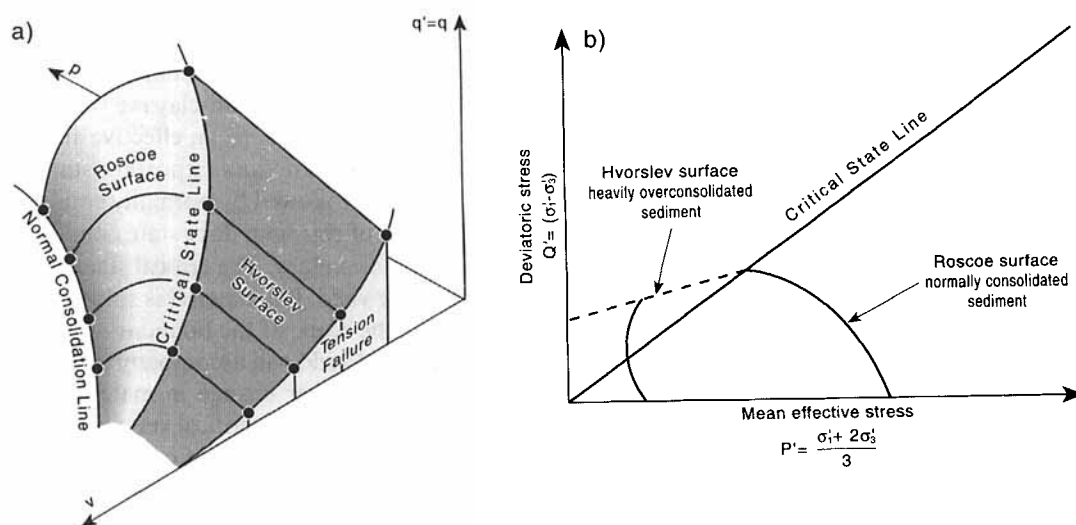 a)
q'=q
p
Roscoe
Surface
Normal Consolidation Line
Critical State Line
Hvorslev
Surface
Tension
Failure
v
b)
Deviatoric stress
Q'= (σ'₁-σ'₃)
Hvorslev surface
heavily overconsolidated
sediment
Critical State Line
Roscoe surface
normally consolidated
sediment
Mean effective stress
P'= σ'₁+ 2σ'₃
3